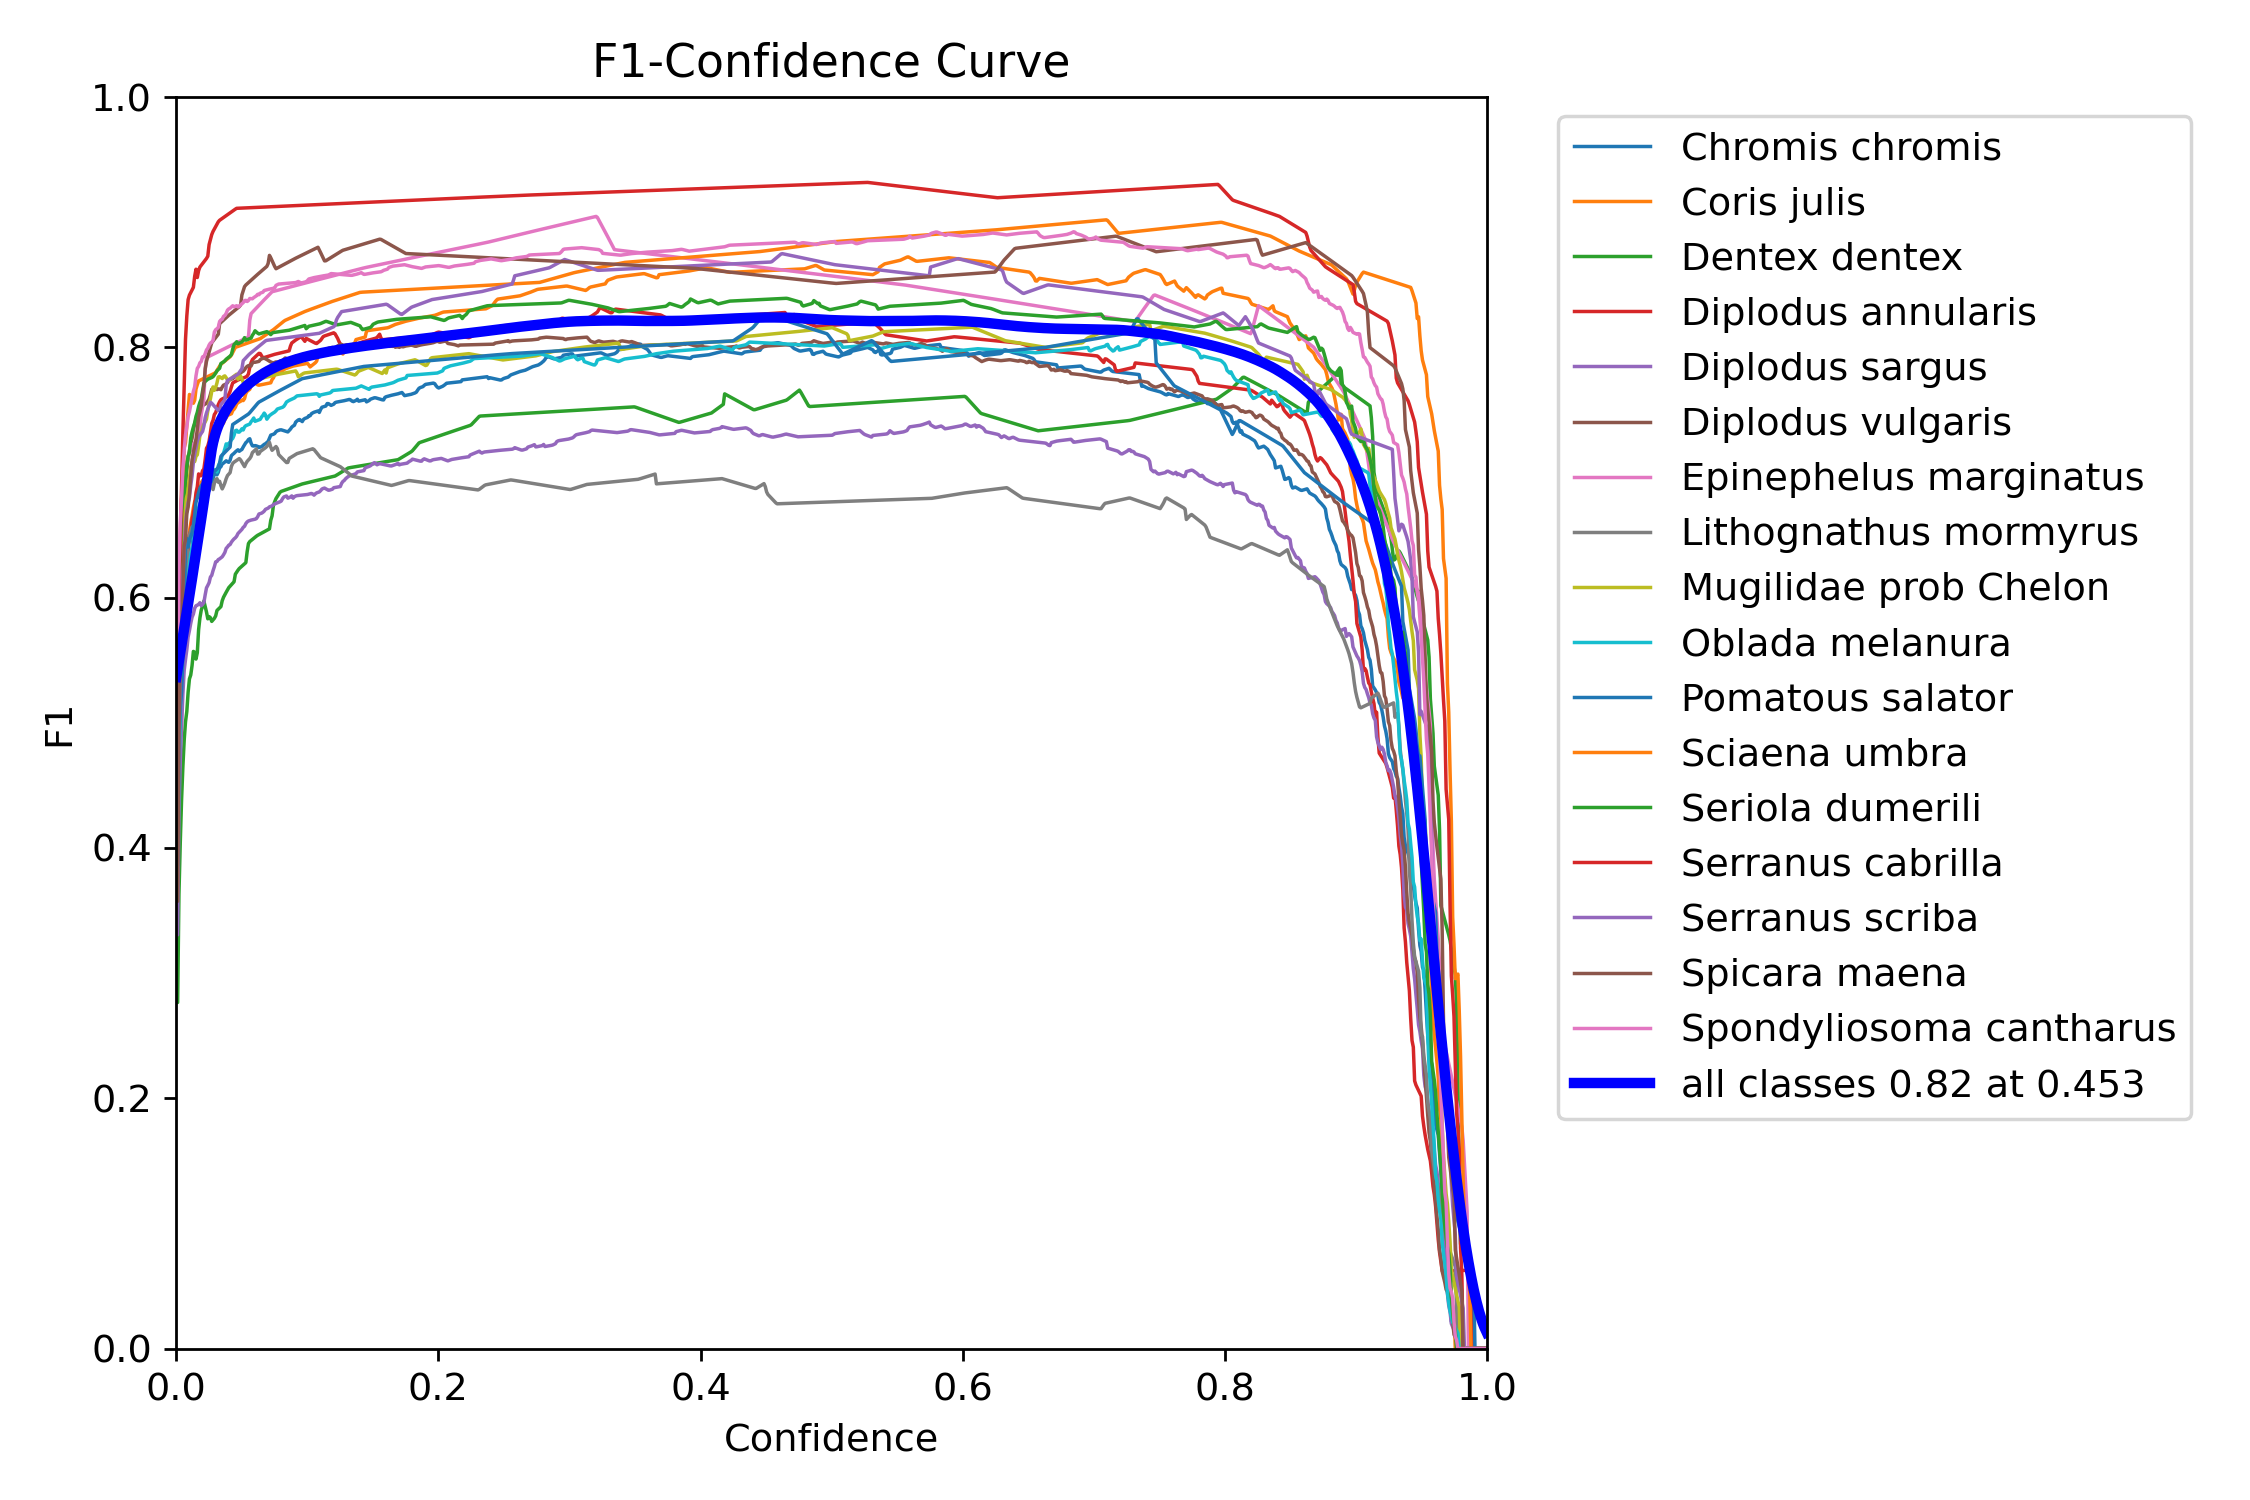 F1-Confidence Curve
1.0
0.8
0.6
0.4
0.2
0.0
F1
0.0 0.2 0.4 0.6 0.8 1.0
Confidence
Chromis chromis
Coris julis
Dentex dentex
Diplodus annularis
Diplodus sargus
Diplodus vulgaris
Epinephelus marginatus
Lithognathus mormyrus
Mugilidae prob Chelon
Oblada melanura
Pomatous salator
Sciaena umbra
Seriola dumerili
Serranus cabrilla
Serranus scriba
Spicara maena
Spondyliosoma cantharus
all classes 0.82 at 0.453